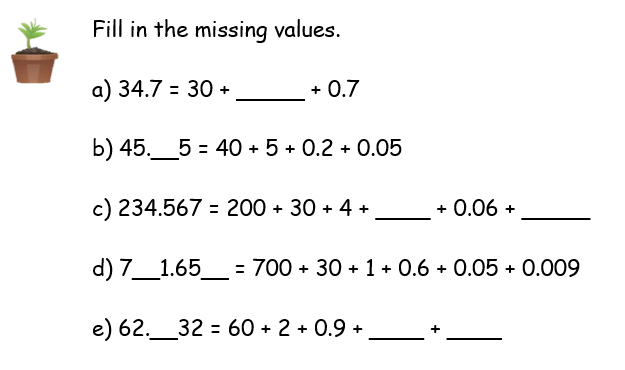 Fill in the missing values.
a) 34.7 = 30 + ______ + 0.7
b) 45.__5 = 40 + 5 + 0.2 + 0.05
c) 234.567 = 200 + 30 + 4 + _____ + 0.06 + ______
d) 7__1.65__ = 700 + 30 + 1 + 0.6 + 0.05 + 0.009
e) 62.__32 = 60 + 2 + 0.9 + _____ + _____